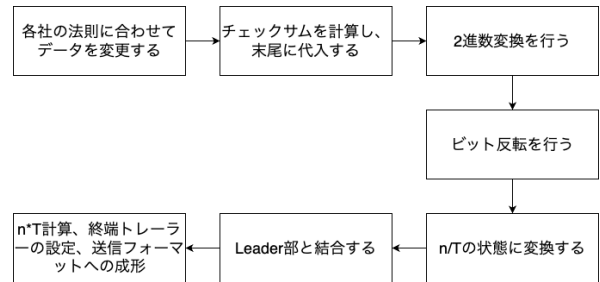 各社の法則に合わせて
データを変更する
チェックサムを計算し、
末尾に代入する
2進数変換を行う
ビット反転を行う
n/Tの状態に変換する
Leader部と結合する
n*T計算、終端トレーラ
ーの設定、送信フォーマ
ットへの成形